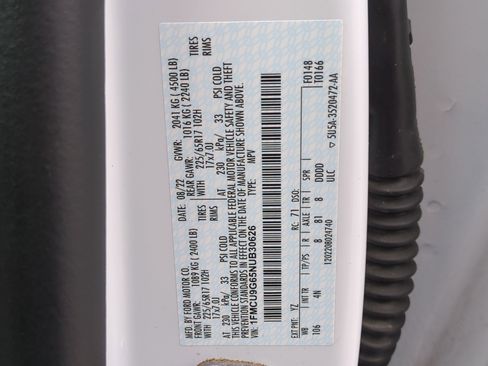 MFD. BY FORD MOTOR CO.
DATE: 08/22 GVWR: 2041 KG ( 4500 LB)
FRONT GAWR: 1089 KG ( 2400 LB) REAR GAWR: 1016 KG ( 2240 LB)
225/65R17 102H 225/65R17 102H TIRES
17x7.0J 17x7.0J RIMS
AT 230 kPa/ 33 PSI COLD AT 230 kPa/ 33 PSI COLD
THIS VEHICLE CONFORMS TO ALL APPLICABLE FEDERAL MOTOR VEHICLE SAFETY AND THEFT
PREVENTION STANDARDS IN EFFECT ON THE DATE OF MANUFACTURE SHOWN ABOVE.
VIN: 1FMCU9G65NUB30626 TYPE: MPV
TIRES
RIMS
F0148
T0166
EXT PNT: YZ RC: 71 DSO:
WB INT TR TP/PS R AXLE TR SPR
106 4N 8 81 8 DDDD
ULC
1202208024740
5U5A-3520472-AA